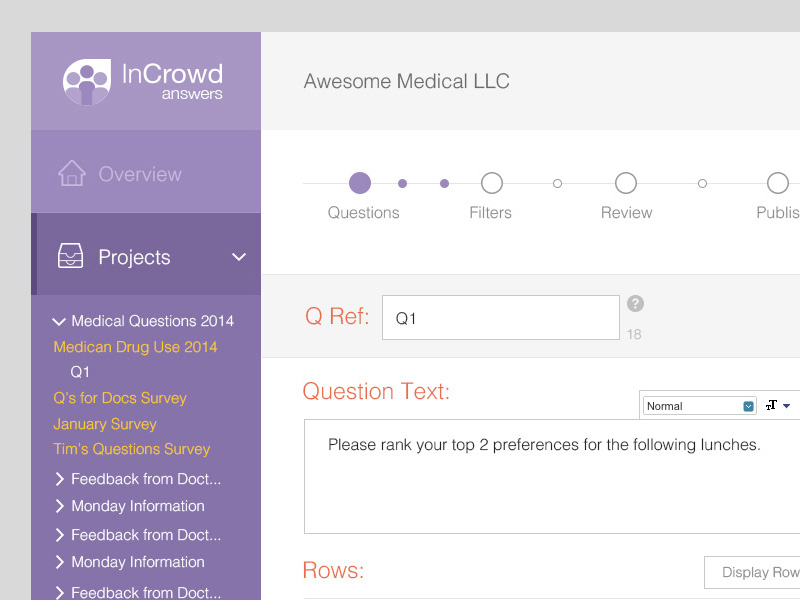 InCrowd
answers
Awesome Medical LLC
Overview
Questions
Filters
Review
Publis
Projects
Q Ref:
Q1
?
18
Medical Questions 2014
Medican Drug Use 2014
Q1
Q's for Docs Survey
January Survey
Tim's Questions Survey
Feedback from Doct...
Monday Information
Feedback from Doct...
Monday Information
Feedback from Doct...
Question Text:
Normal
T
Please rank your top 2 preferences for the following lunches.
Rows:
Display Row